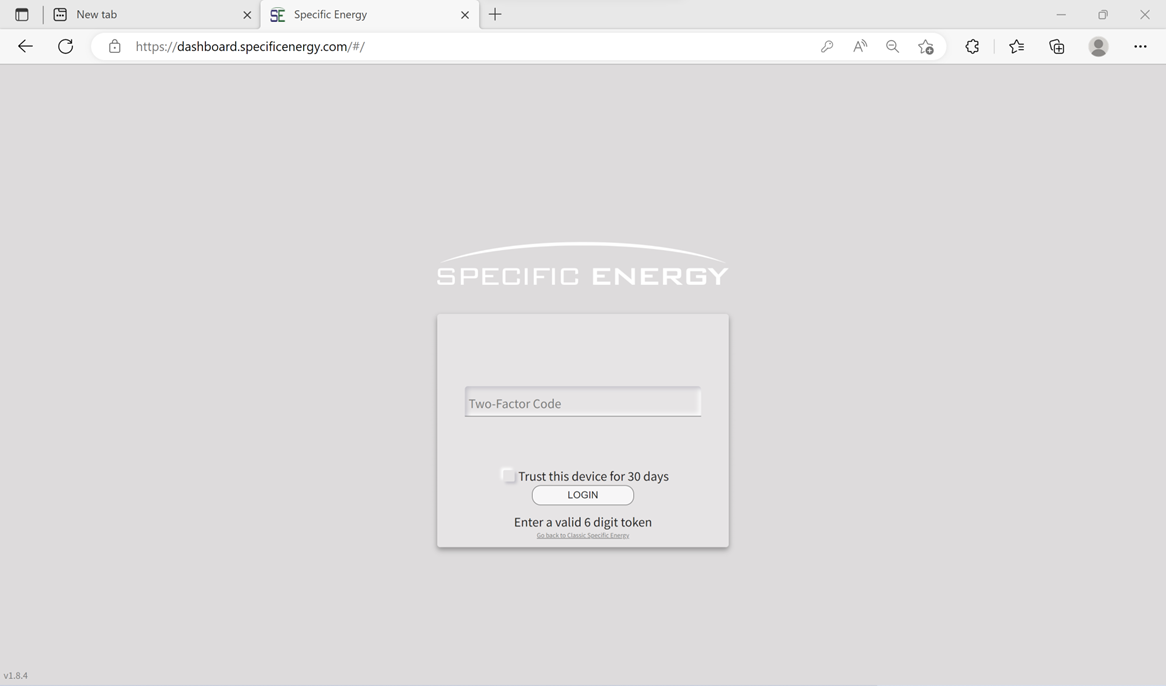 New tab
Specific Energy
https://dashboard.specificenergy.com/#/
SPECIFIC ENERGY
Two-Factor Code
Trust this device for 30 days
LOGIN
Enter a valid 6 digit token
Go back to Classic Specific Energy
v1.8.4